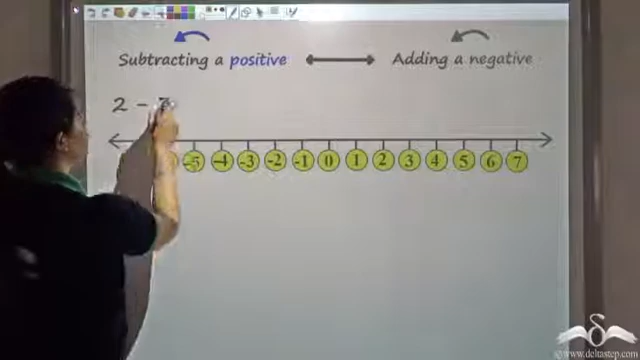 Subtracting a positive Adding a negative
2 -
-5 -4 -3 -2 -1 0 1 2 3 4 5 6 7
© www.deltastep.com